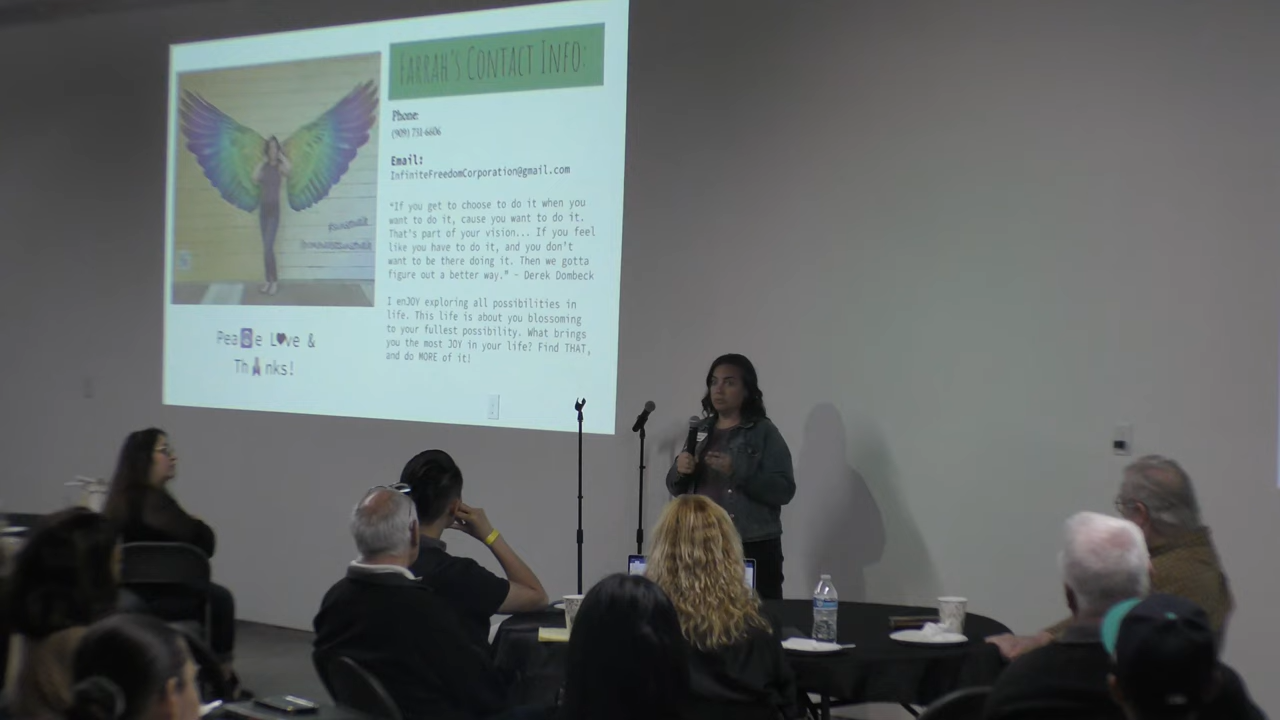 FARRAH'S CONTACT INFO:
Phone:
(909) 731-6606
Email:
InfiniteFreedomCorporation@gmail.com
"If you get to choose to do it when you
want to do it, cause you want to do it.
That's part of your vision... If you feel
like you have to do it, and you don't
want to be there doing it. Then we gotta
figure out a better way." ~ Derek Dombeck
I enJOY exploring all possibilities in
life. This life is about you blossoming
to your fullest possibility. What brings
you the most JOY in your life? Find THAT,
and do MORE of it!
Pea☮e L♥ve &
Th🙏nks!